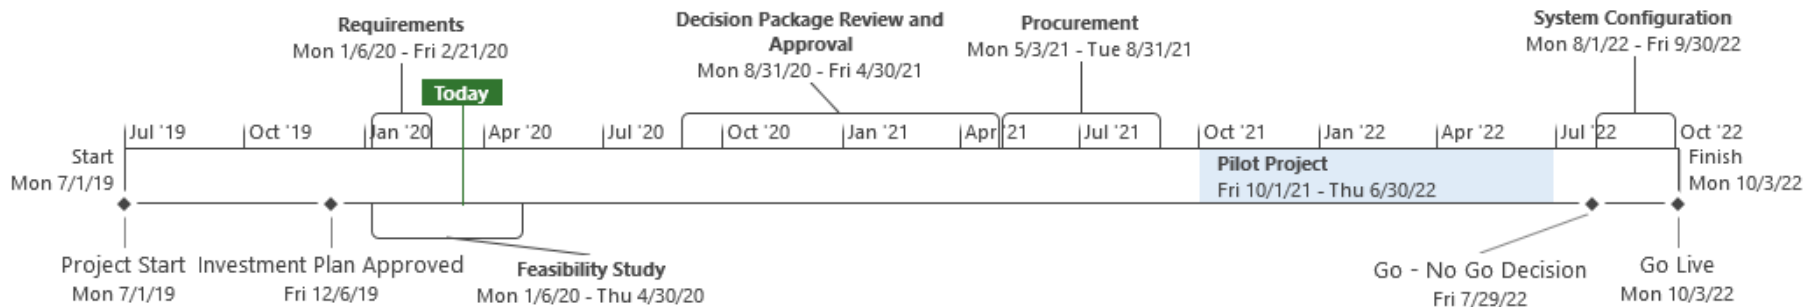 Requirements
Mon 1/6/20 - Fri 2/21/20
Decision Package Review and
Approval
Mon 8/31/20 - Fri 4/30/21
Procurement
Mon 5/3/21 - Tue 8/31/21
System Configuration
Mon 8/1/22 - Fri 9/30/22
Today
Jul '19 Oct '19 Jan '20 Apr '20 Jul '20 Oct '20 Jan '21 Apr '21 Jul '21 Oct '21 Jan '22 Apr '22 Jul '22 Oct '22
Start
Mon 7/1/19
Pilot Project
Fri 10/1/21 - Thu 6/30/22
Finish
Mon 10/3/22
Project Start
Mon 7/1/19
Investment Plan Approved
Fri 12/6/19
Feasibility Study
Mon 1/6/20 - Thu 4/30/20
Go - No Go Decision
Fri 7/29/22
Go Live
Mon 10/3/22